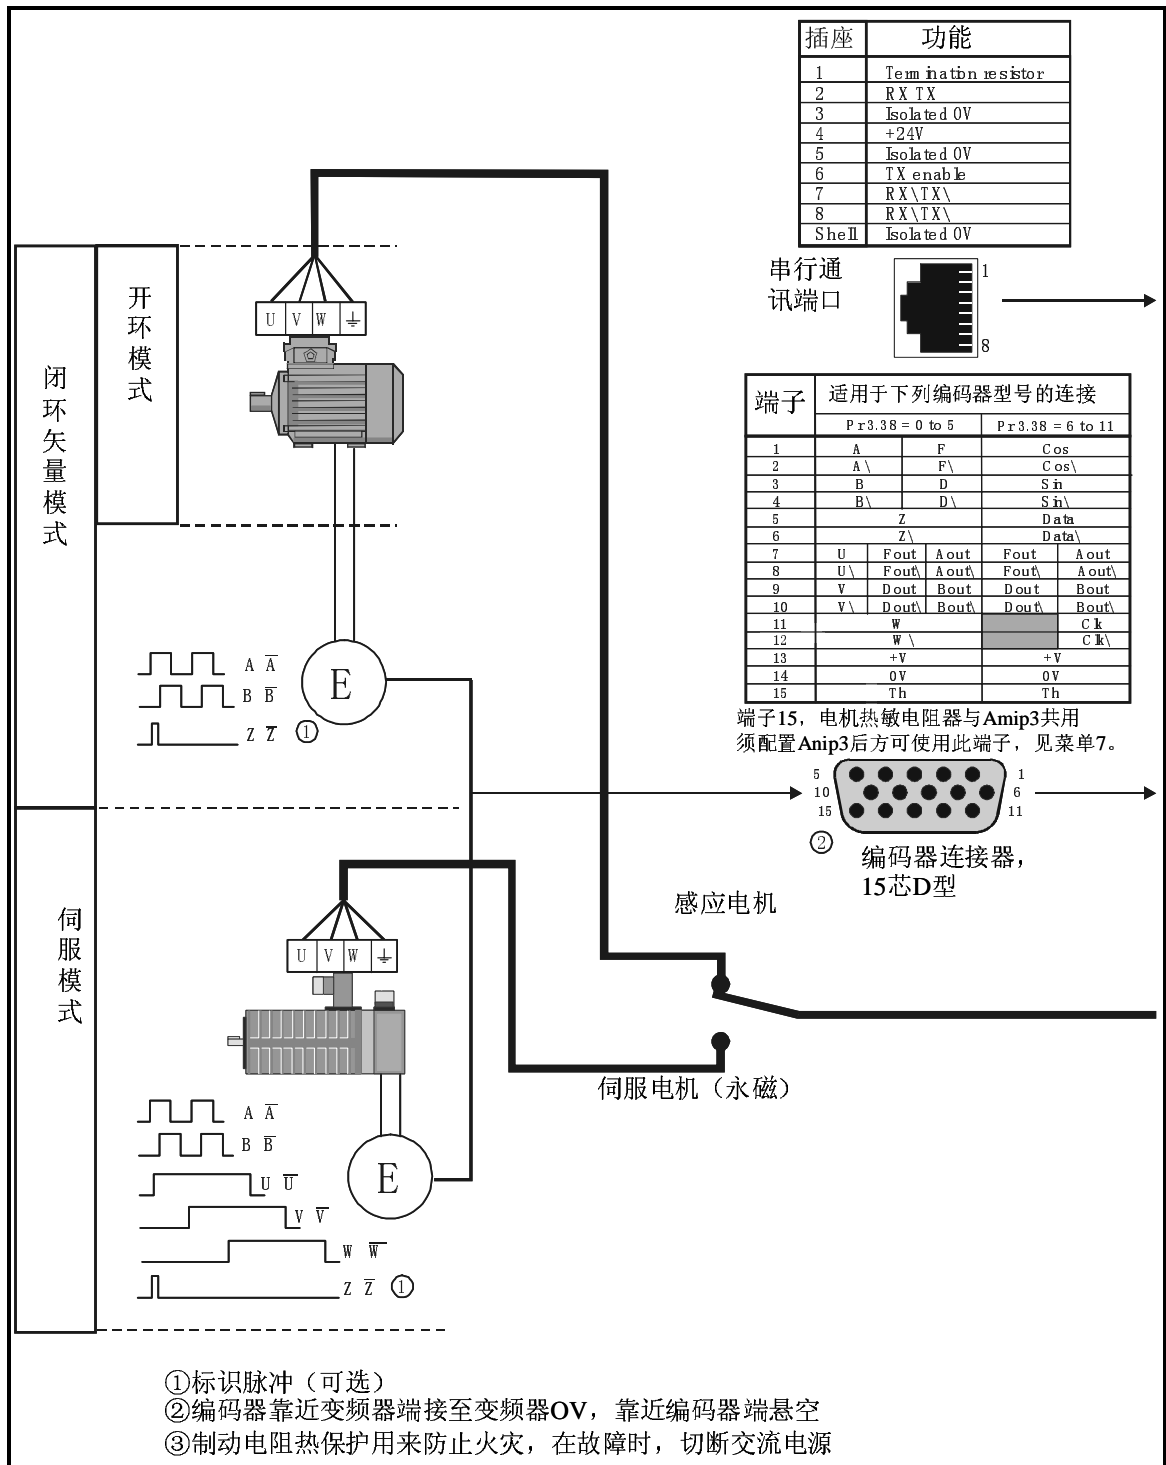 插座 功能
1 Termination resistor
2 RX TX
3 Isolated 0V
4 +24V
5 Isolated 0V
6 TX enable
7 RX\TX\
8 RX\TX\
Shell Isolated 0V
串行通
讯端口
1
8
开环模式
闭环矢量模式
U V W
端子 适用于下列编码器型号的连接
Pr3.38 = 0 to 5 Pr3.38 = 6 to 11
1 A F Cos
2 A\ F\ Cos\
3 B D Sin
4 B\ D\ Sin\
5 Z Data
6 Z\ Data\
7 U Fout Aout Fout Aout
8 U\ Fout\ Aout\ Fout\ Aout\
9 V Dout Bout Dout Bout
10 V\ Dout\ Bout\ Dout\ Bout\
11 W Clk
12 W\ Clk\
13 +V +V
14 0V 0V
15 Th Th
端子15，电机热敏电阻器与Amip3共用
须配置Anip3后方可使用此端子，见菜单7。
A A̅
B B̅
Z Z̅ ①
E
5 1
10 6
15 11
②
编码器连接器，
15芯D型
感应电机
伺服模式
U V W
伺服电机（永磁）
A A̅
B B̅
U U̅
V V̅
W W̅
Z Z̅ ①
E
①标识脉冲（可选）
②编码器靠近变频器端接至变频器OV，靠近编码器端悬空
③制动电阻热保护用来防止火灾，在故障时，切断交流电源